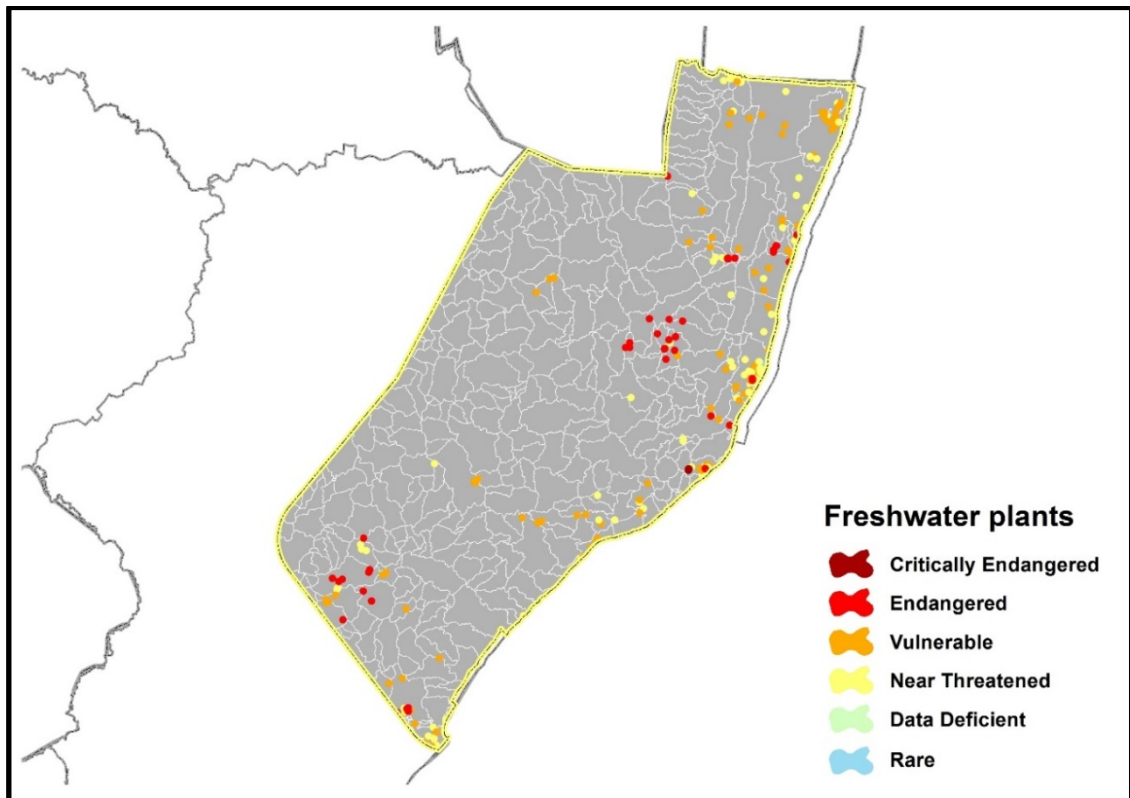 Freshwater plants
Critically Endangered
Endangered
Vulnerable
Near Threatened
Data Deficient
Rare